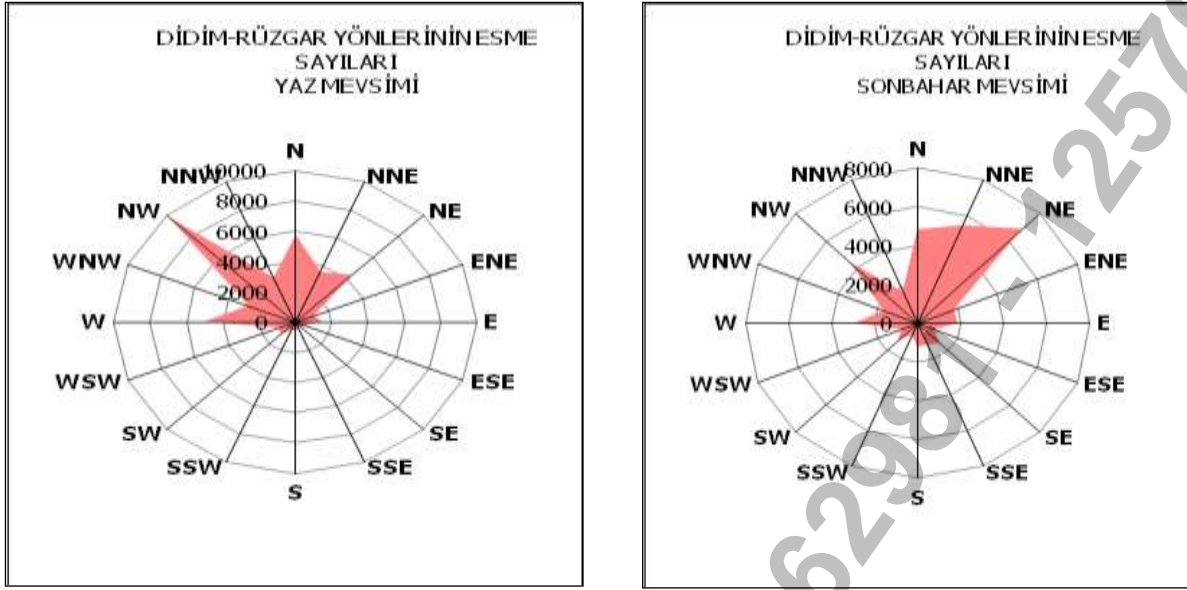 DİDİM-RÜZGAR YÖNLERİNİN ESME
SAYILARI
YAZ MEVSİMİ
N
NNE
NE
ENE
E
ESE
SE
SSE
S
SSW
SW
WSW
W
WNW
NW
NNW
10000
8000
6000
4000
2000
0
DİDİM-RÜZGAR YÖNLERİNİN ESME
SAYILARI
SONBAHAR MEVSİMİ
N
NNE
NE
ENE
E
ESE
SE
SSE
S
SSW
SW
WSW
W
WNW
NW
NNW
8000
6000
4000
2000
0